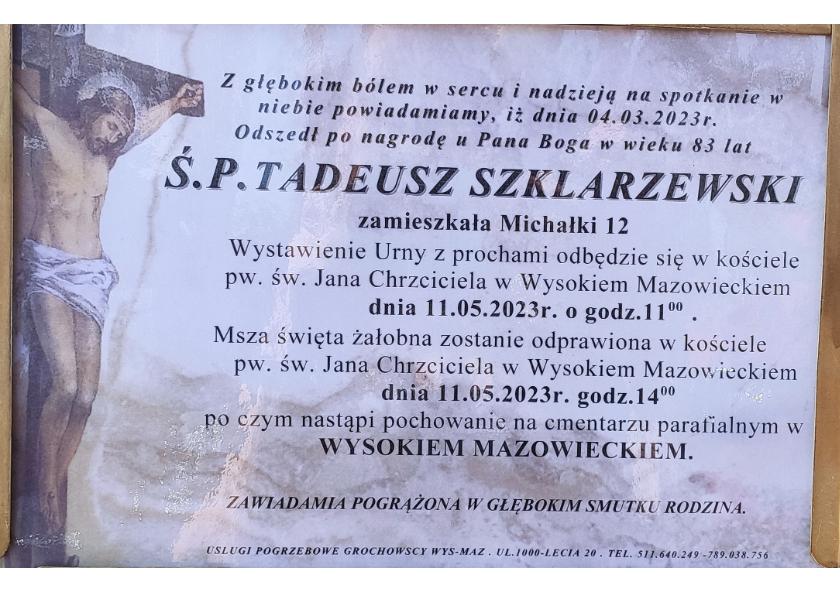 INRI
Z głębokim bólem w sercu i nadzieją na spotkanie w
niebie powiadamiamy, iż dnia 04.03.2023r.
Odszedł po nagrodę u Pana Boga w wieku 83 lat
Ś.P.TADEUSZ SZKLARZEWSKI
zamieszkała Michałki 12
Wystawienie Urny z prochami odbędzie się w kościele
pw. św. Jana Chrzciciela w Wysokiem Mazowieckiem
dnia 11.05.2023r. o godz.11⁰⁰ .
Msza święta żałobna zostanie odprawiona w kościele
pw. św. Jana Chrzciciela w Wysokiem Mazowieckiem
dnia 11.05.2023r. godz.14⁰⁰
po czym nastąpi pochowanie na cmentarzu parafialnym w
WYSOKIEM MAZOWIECKIEM.
ZAWIADAMIA POGRĄŻONA W GŁĘBOKIM SMUTKU RODZINA.
USLUGI POGRZEBOWE GROCHOWSCY WYS-MAZ . UL.1000-LECIA 20 . TEL. 511.640.249 -789.038.756